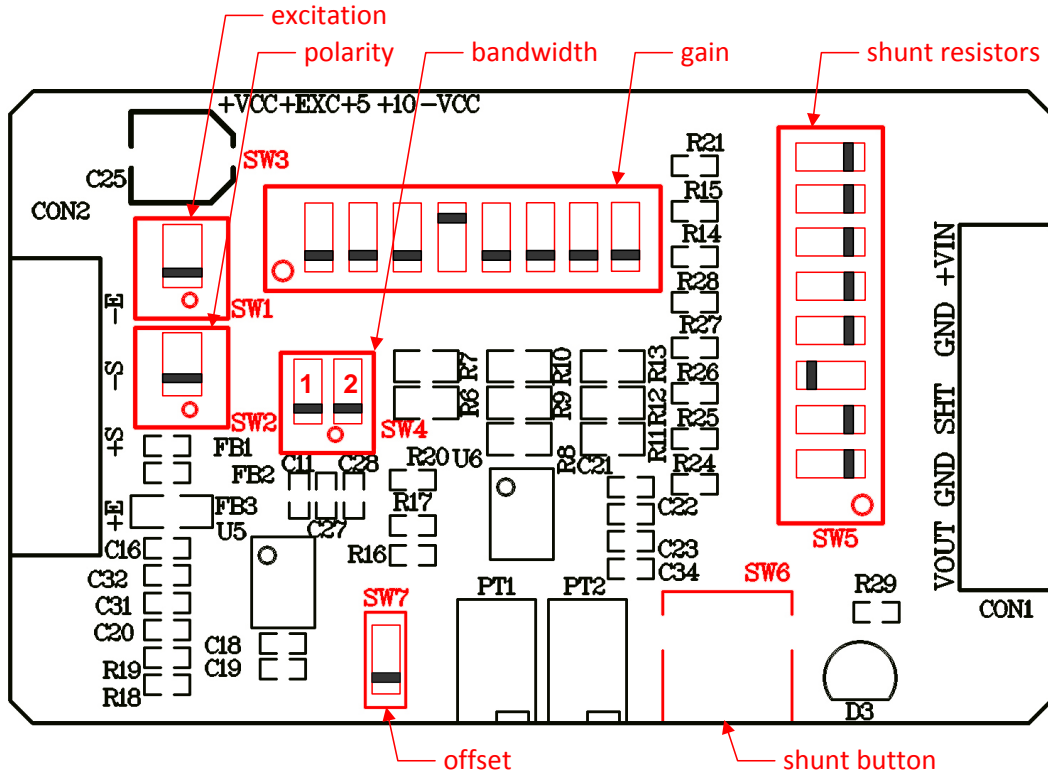 excitation
polarity
bandwidth
gain
shunt resistors
+VCC+EXC+5 +10 -VCC
SW3
C25
CON2
R21
R15
R14
R28
R27
R26
R25
R24
-E
-S
+S
+E
SW1
SW2
1 2
SW4
R7
R6
R10
R9
R8
R13
R12
R11
+VIN
GND
SHT
GND
VOUT
FB1
FB2
FB3
U5
C11
C28
C27
R20
R17
R16
U6
C21
C22
C23
C34
SW5
SW6
C16
C32
C31
C20
R19
R18
C18
C19
SW7
PT1
PT2
R29
CON1
D3
offset
shunt button